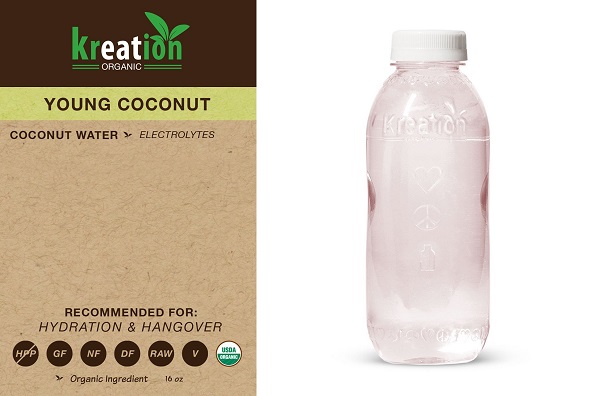 kreation
ORGANIC
YOUNG COCONUT
COCONUT WATER ELECTROLYTES
RECOMMENDED FOR:
HYDRATION & HANGOVER
HPP GF NF DF RAW V USDA ORGANIC
Organic Ingredient 16 oz
kreation